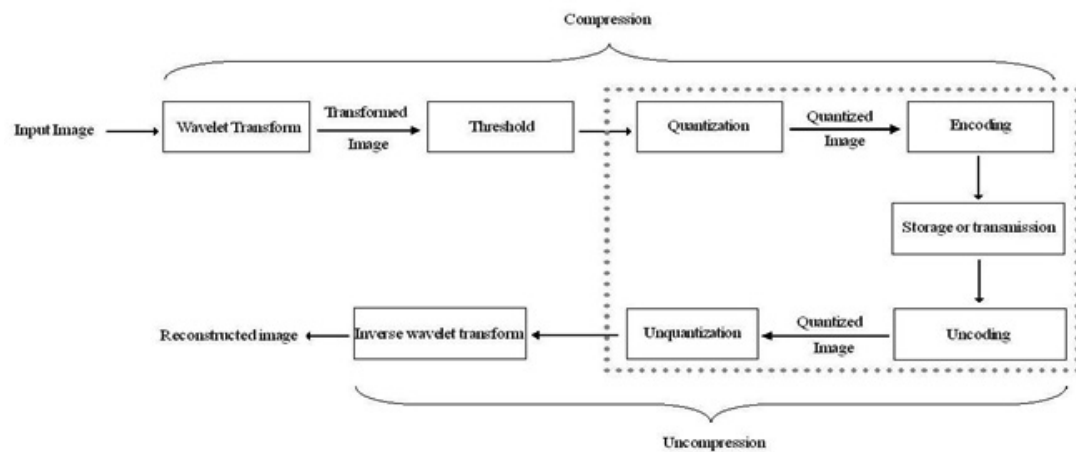 Compression
Input Image
Wavelet Transform
Transformed
Image
Threshold
Quantization
Quantized
Image
Encoding
Storage or transmission
Uncoding
Quantized
Image
Unquantization
Inverse wavelet transform
Reconstructed image
Uncompression